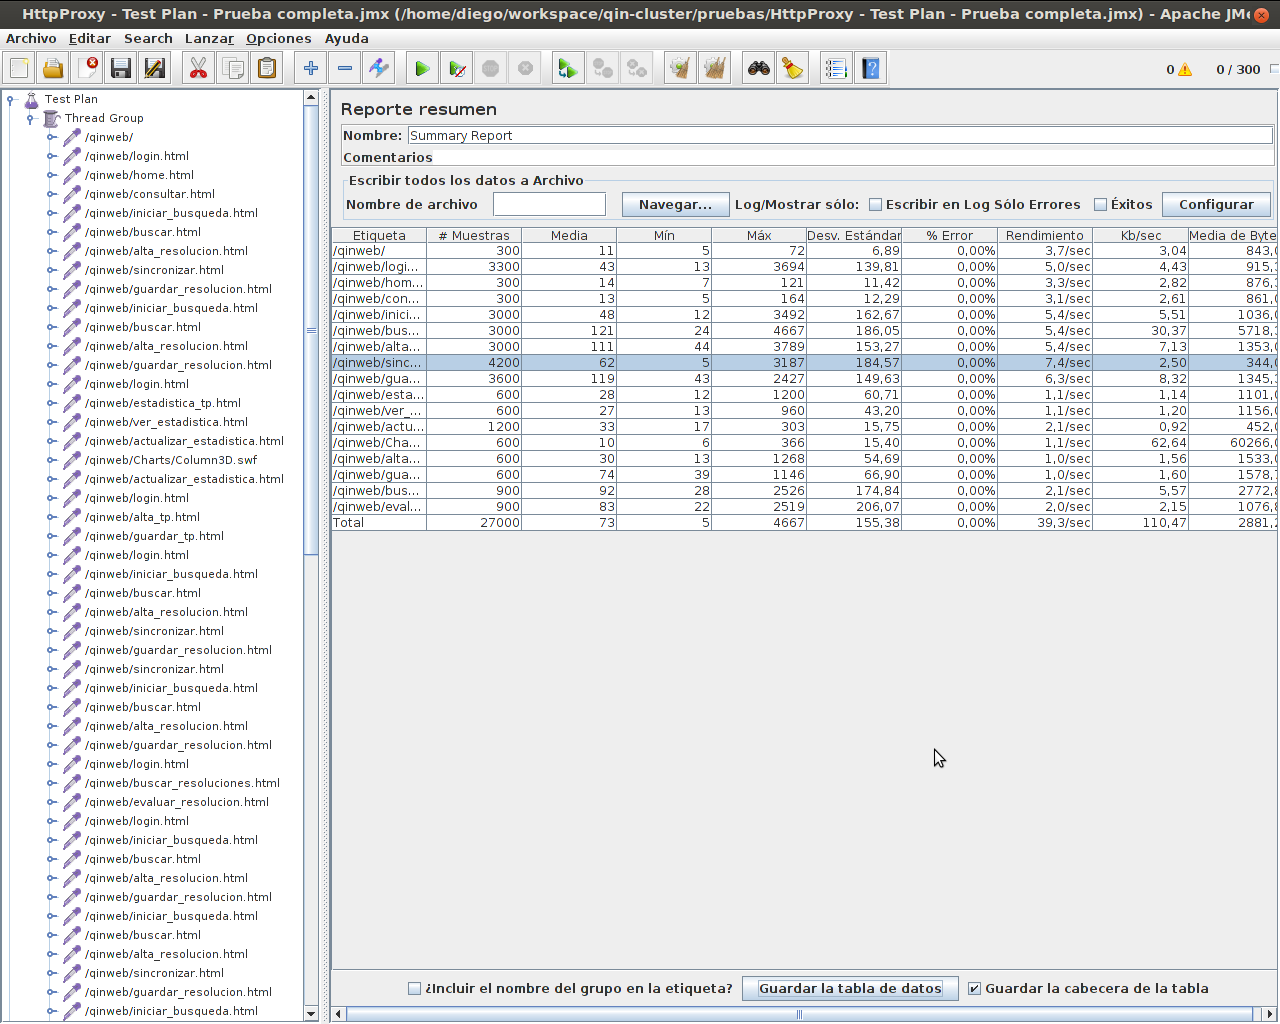 HttpProxy - Test Plan - Prueba completa.jmx (/home/diego/workspace/qin-cluster/pruebas/HttpProxy - Test Plan - Prueba completa.jmx) - Apache JMe
Archivo Editar Search Lanzar Opciones Ayuda
0 0 / 300
Test Plan
Thread Group
/qinweb/
/qinweb/login.html
/qinweb/home.html
/qinweb/consultar.html
/qinweb/iniciar_busqueda.html
/qinweb/buscar.html
/qinweb/alta_resolucion.html
/qinweb/sincronizar.html
/qinweb/guardar_resolucion.html
/qinweb/iniciar_busqueda.html
/qinweb/buscar.html
/qinweb/alta_resolucion.html
/qinweb/guardar_resolucion.html
/qinweb/login.html
/qinweb/estadistica_tp.html
/qinweb/ver_estadistica.html
/qinweb/actualizar_estadistica.html
/qinweb/Charts/Column3D.swf
/qinweb/actualizar_estadistica.html
/qinweb/login.html
/qinweb/alta_tp.html
/qinweb/guardar_tp.html
/qinweb/login.html
/qinweb/iniciar_busqueda.html
/qinweb/buscar.html
/qinweb/alta_resolucion.html
/qinweb/sincronizar.html
/qinweb/guardar_resolucion.html
/qinweb/sincronizar.html
/qinweb/iniciar_busqueda.html
/qinweb/buscar.html
/qinweb/alta_resolucion.html
/qinweb/guardar_resolucion.html
/qinweb/login.html
/qinweb/buscar_resoluciones.html
/qinweb/evaluar_resolucion.html
/qinweb/login.html
/qinweb/iniciar_busqueda.html
/qinweb/buscar.html
/qinweb/alta_resolucion.html
/qinweb/guardar_resolucion.html
/qinweb/iniciar_busqueda.html
/qinweb/buscar.html
/qinweb/alta_resolucion.html
/qinweb/sincronizar.html
/qinweb/guardar_resolucion.html
/qinweb/iniciar_busqueda.html
Reporte resumen
Nombre: Summary Report
Comentarios
Escribir todos los datos a Archivo
Nombre de archivo Navegar... Log/Mostrar sólo: Escribir en Log Sólo Errores Éxitos Configurar
Etiqueta # Muestras Media Mín Máx Desv. Estándar % Error Rendimiento Kb/sec Media de Byte
/qinweb/ 300 11 5 72 6,89 0,00% 3,7/sec 3,04 843,0
/qinweb/logi... 3300 43 13 3694 139,81 0,00% 5,0/sec 4,43 915,
/qinweb/hom... 300 14 7 121 11,42 0,00% 3,3/sec 2,82 876,
/qinweb/con... 300 13 5 164 12,29 0,00% 3,1/sec 2,61 861,0
/qinweb/inici... 3000 48 12 3492 162,67 0,00% 5,4/sec 5,51 1036,0
/qinweb/bus... 3000 121 24 4667 186,05 0,00% 5,4/sec 30,37 5718,
/qinweb/alta... 3000 111 44 3789 153,27 0,00% 5,4/sec 7,13 1353,0
/qinweb/sinc... 4200 62 5 3187 184,57 0,00% 7,4/sec 2,50 344,0
/qinweb/gua... 3600 119 43 2427 149,63 0,00% 6,3/sec 8,32 1345,
/qinweb/esta... 600 28 12 1200 60,71 0,00% 1,1/sec 1,14 1101,0
/qinweb/ver_... 600 27 13 960 43,20 0,00% 1,1/sec 1,20 1156,0
/qinweb/actu... 1200 33 17 303 15,75 0,00% 2,1/sec 0,92 452,0
/qinweb/Cha... 600 10 6 366 15,40 0,00% 1,1/sec 62,64 60266,0
/qinweb/alta... 600 30 13 1268 54,69 0,00% 1,0/sec 1,56 1533,0
/qinweb/gua... 600 74 39 1146 66,90 0,00% 1,0/sec 1,60 1578,
/qinweb/bus... 900 92 28 2526 174,84 0,00% 2,1/sec 5,57 2772,
/qinweb/eval... 900 83 22 2519 206,07 0,00% 2,0/sec 2,15 1076,
Total 27000 73 5 4667 155,38 0,00% 39,3/sec 110,47 2881,
¿Incluir el nombre del grupo en la etiqueta? Guardar la tabla de datos Guardar la cabecera de la tabla